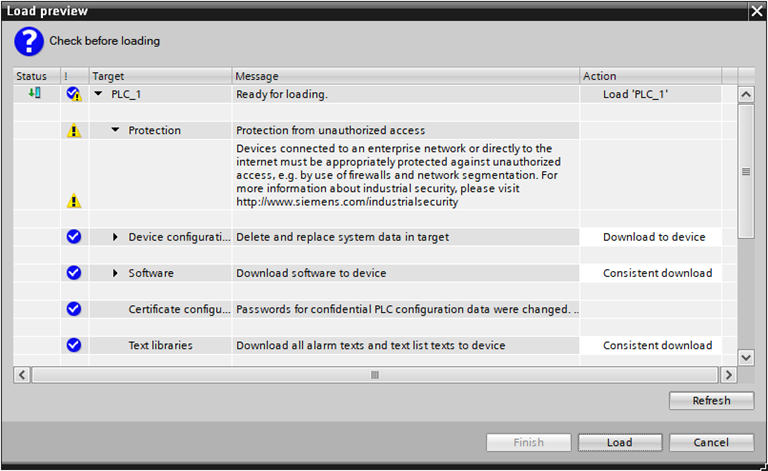 Load preview
Check before loading
Status ! Target Message Action
PLC_1 Ready for loading. Load 'PLC_1'
Protection Protection from unauthorized access
Devices connected to an enterprise network or directly to the
internet must be appropriately protected against unauthorized
access, e.g. by use of firewalls and network segmentation. For
more information about industrial security, please visit
http://www.siemens.com/industrialsecurity
Device configurati... Delete and replace system data in target Download to device
Software Download software to device Consistent download
Certificate configu... Passwords for confidential PLC configuration data were changed. ..
Text libraries Download all alarm texts and text list texts to device Consistent download
Refresh
Finish Load Cancel